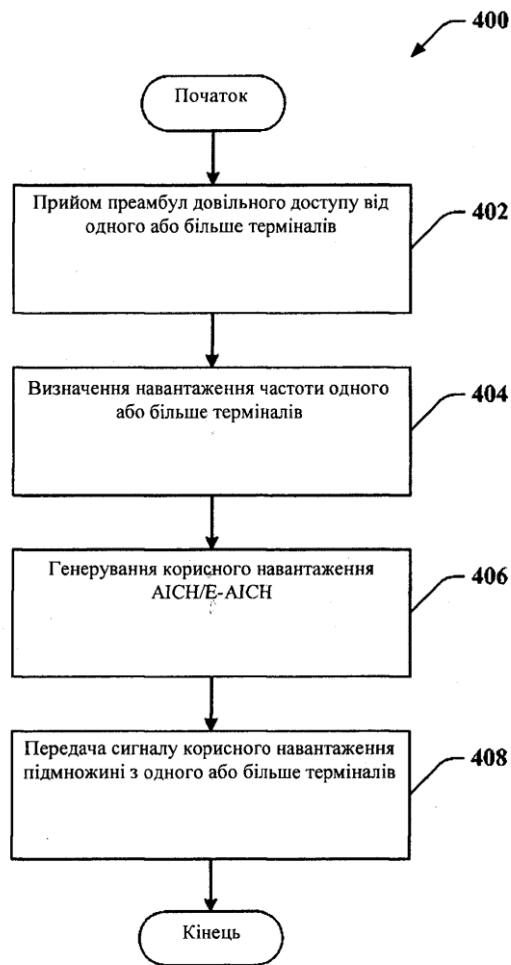 400
Початок
Прийом преамбул довільного доступу від
одного або більше терміналів
402
Визначення навантаження частоти одного
або більше терміналів
404
Генерування корисного навантаження
AICH/E-AICH
406
Передача сигналу корисного навантаження
підмножині з одного або більше терміналів
408
Кінець